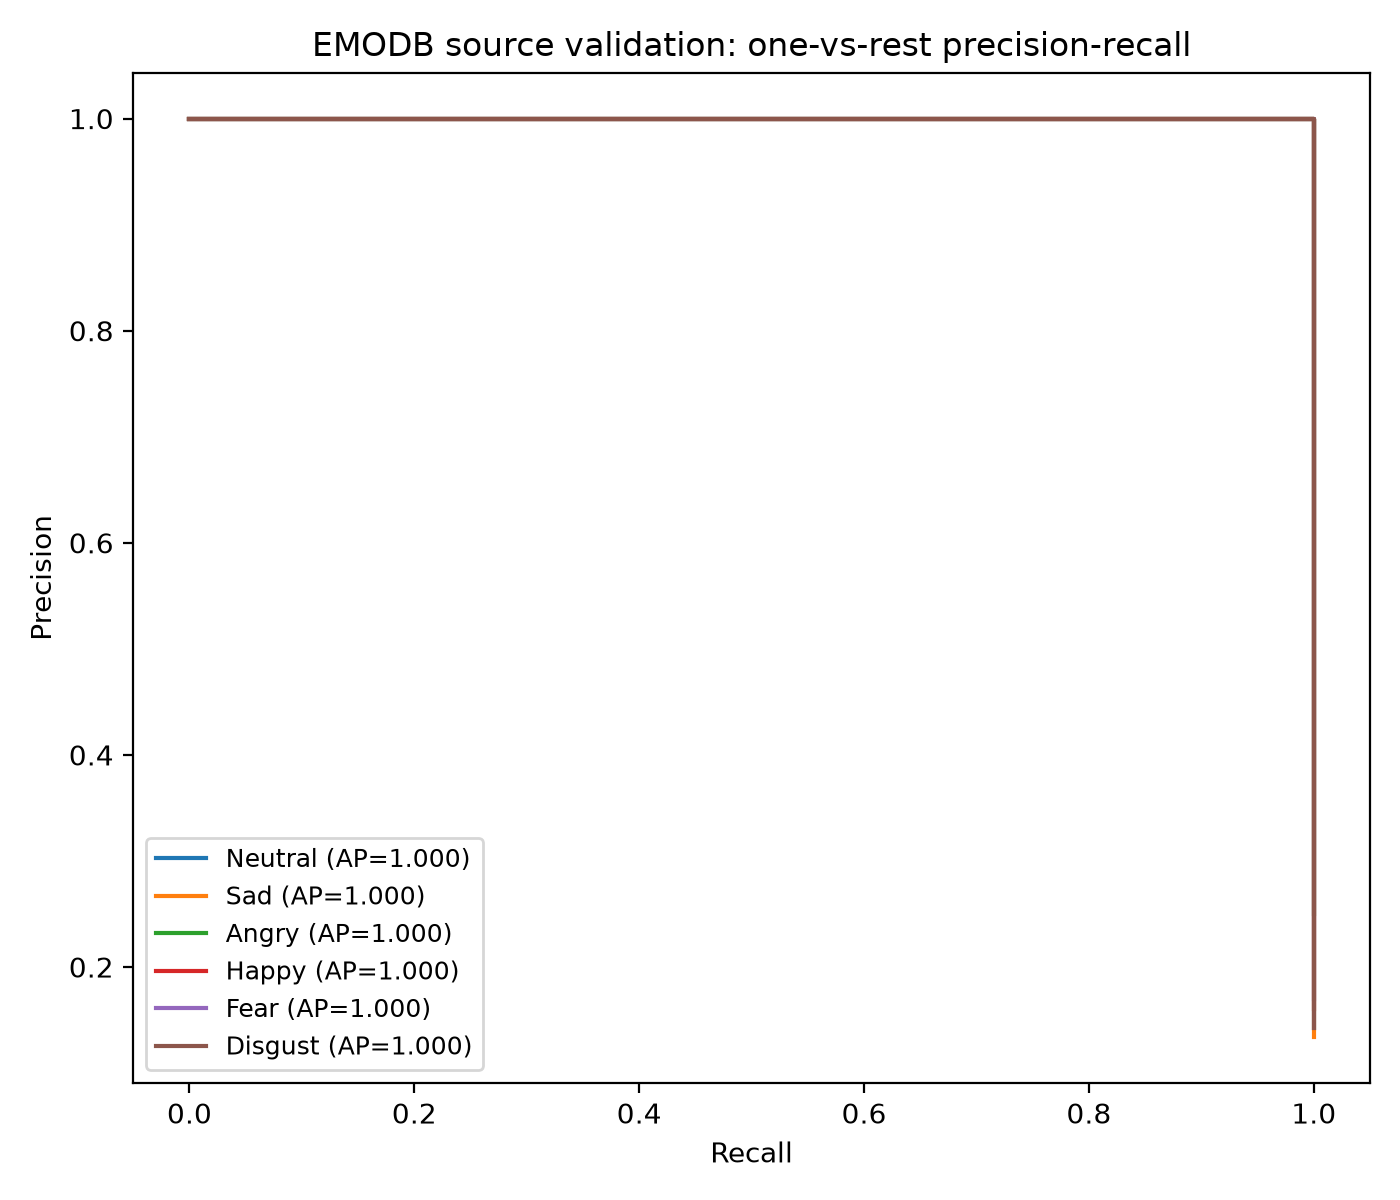 EMODB source validation: one-vs-rest precision-recall
1.0
0.8
0.6
0.4
0.2
Precision
Neutral (AP=1.000)
Sad (AP=1.000)
Angry (AP=1.000)
Happy (AP=1.000)
Fear (AP=1.000)
Disgust (AP=1.000)
0.0 0.2 0.4 0.6 0.8 1.0
Recall